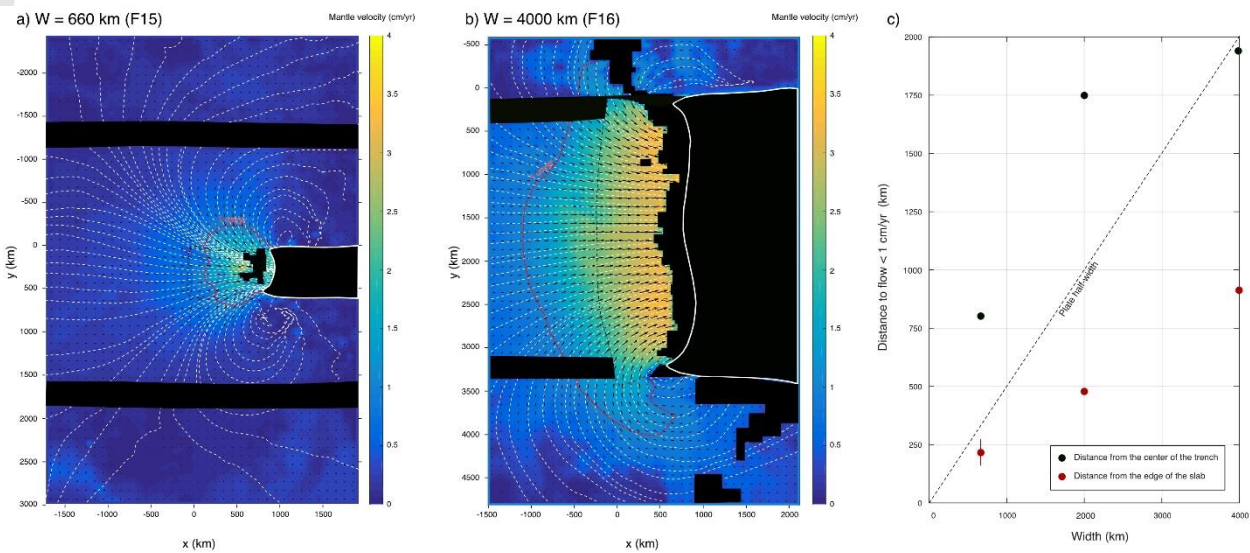 a) W = 660 km (F15)
Mantle velocity (cm/yr)
b) W = 4000 km (F16)
Mantle velocity (cm/yr)
c)
-2000
-1500
-1000
-500
0
500
1000
1500
2000
2500
3000
y (km)
-1500 -1000 -500 0 500 1000 1500
x (km)
4
3.5
3
2.5
2
1.5
1
0.5
0
-500
0
500
1000
1500
2000
2500
3000
3500
4000
4500
y (km)
-1500 -1000 -500 0 500 1000 1500 2000
x (km)
4
3.5
3
2.5
2
1.5
1
0.5
0
2000
1750
1500
1250
1000
750
500
250
0
Distance to flow < 1 cm/yr (km)
Plate half-width
Distance from the center of the trench
Distance from the edge of the slab
0 1000 2000 3000 4000
Width (km)